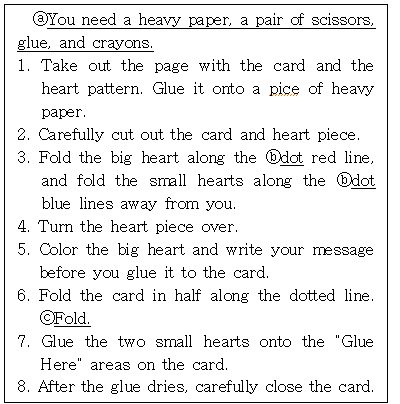 ⓐYou need a heavy paper, a pair of scissors,
glue, and crayons.
1. Take out the page with the card and the
heart pattern. Glue it onto a pice of heavy
paper.
2. Carefully cut out the card and heart piece.
3. Fold the big heart along the ⓑdot red line,
and fold the small hearts along the ⓑdot
blue lines away from you.
4. Turn the heart piece over.
5. Color the big heart and write your message
before you glue it to the card.
6. Fold the card in half along the dotted line.
ⓒFold.
7. Glue the two small hearts onto the "Glue
Here" areas on the card.
8. After the glue dries, carefully close the card.